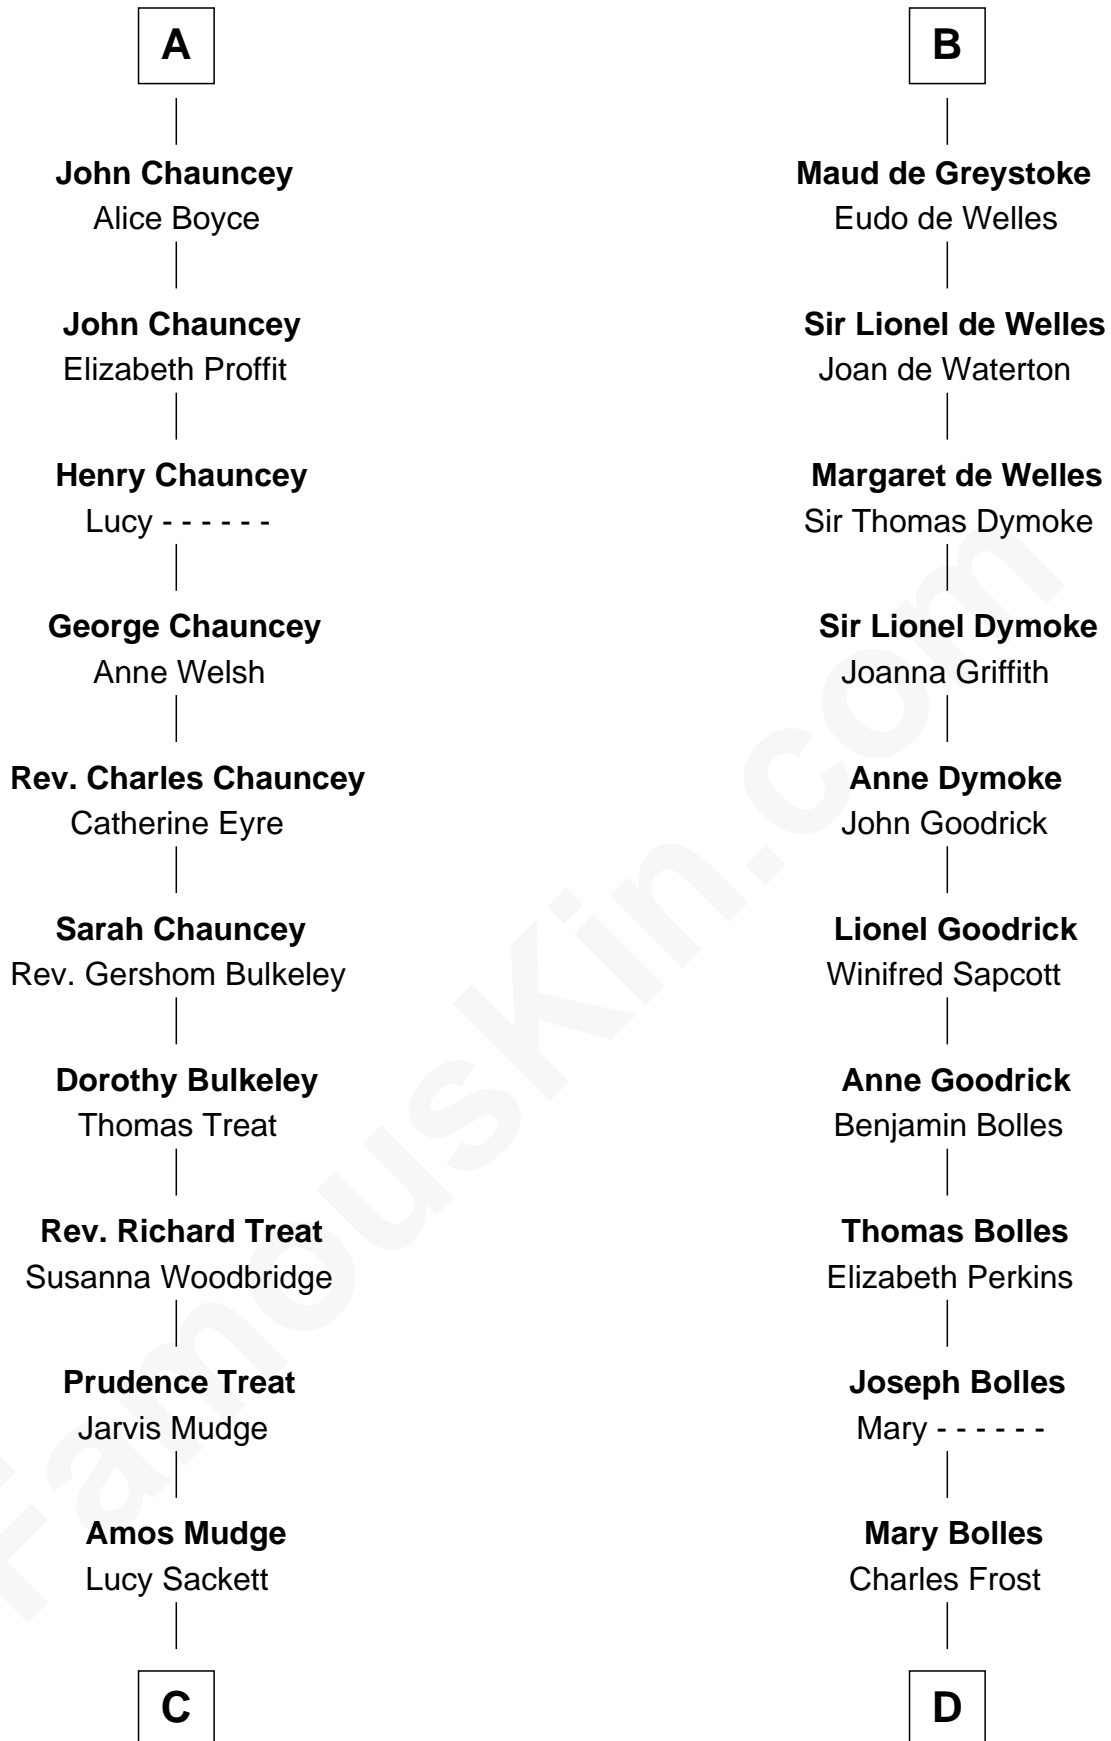 A
John Chauncey
Alice Boyce
John Chauncey
Elizabeth Proffit
Henry Chauncey
Lucy - - - - - -
George Chauncey
Anne Welsh
Rev. Charles Chauncey
Catherine Eyre
Sarah Chauncey
Rev. Gershom Bulkeley
Dorothy Bulkeley
Thomas Treat
Rev. Richard Treat
Susanna Woodbridge
Prudence Treat
Jarvis Mudge
Amos Mudge
Lucy Sackett
C
B
Maud de Greystoke
Eudo de Welles
Sir Lionel de Welles
Joan de Waterton
Margaret de Welles
Sir Thomas Dymoke
Sir Lionel Dymoke
Joanna Griffith
Anne Dymoke
John Goodrick
Lionel Goodrick
Winifred Sapcott
Anne Goodrick
Benjamin Bolles
Thomas Bolles
Elizabeth Perkins
Joseph Bolles
Mary - - - - - -
Mary Bolles
Charles Frost
D
FamousKin.com